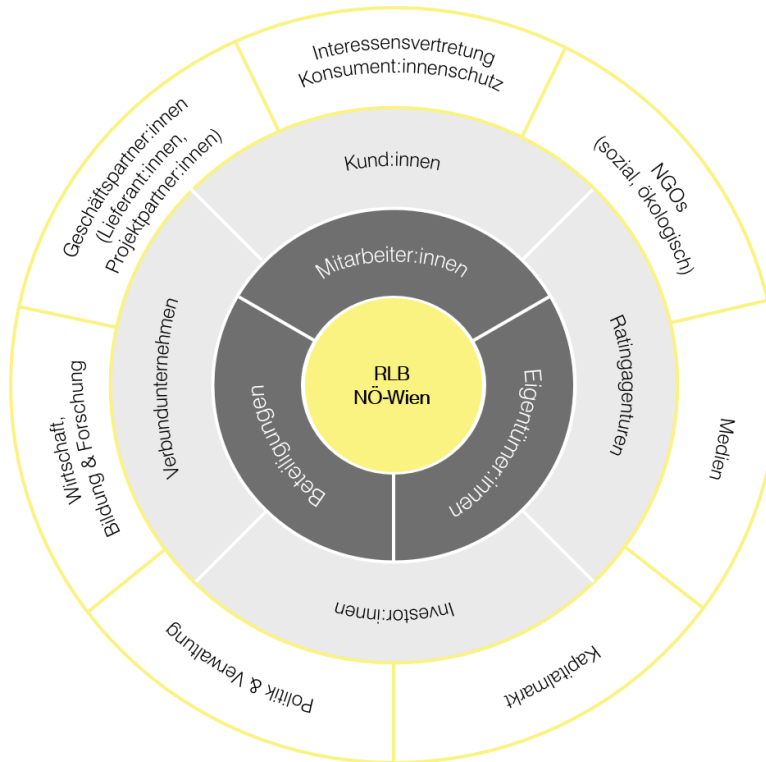 Interessensvertretung
Konsument:innenschutz
NGOs
(sozial, ökologisch)
Medien
Kapitalmarkt
Politik & Verwaltung
Wirtschaft,
Bildung & Forschung
Geschäftspartner:innen
(Lieferant:innen,
Projektpartner:innen)
Kund:innen
Ratingagenturen
Investor:innen
Verbundunternehmen
Mitarbeiter:innen
Eigentümer:innen
Beteiligungen
RLB
NÖ-Wien